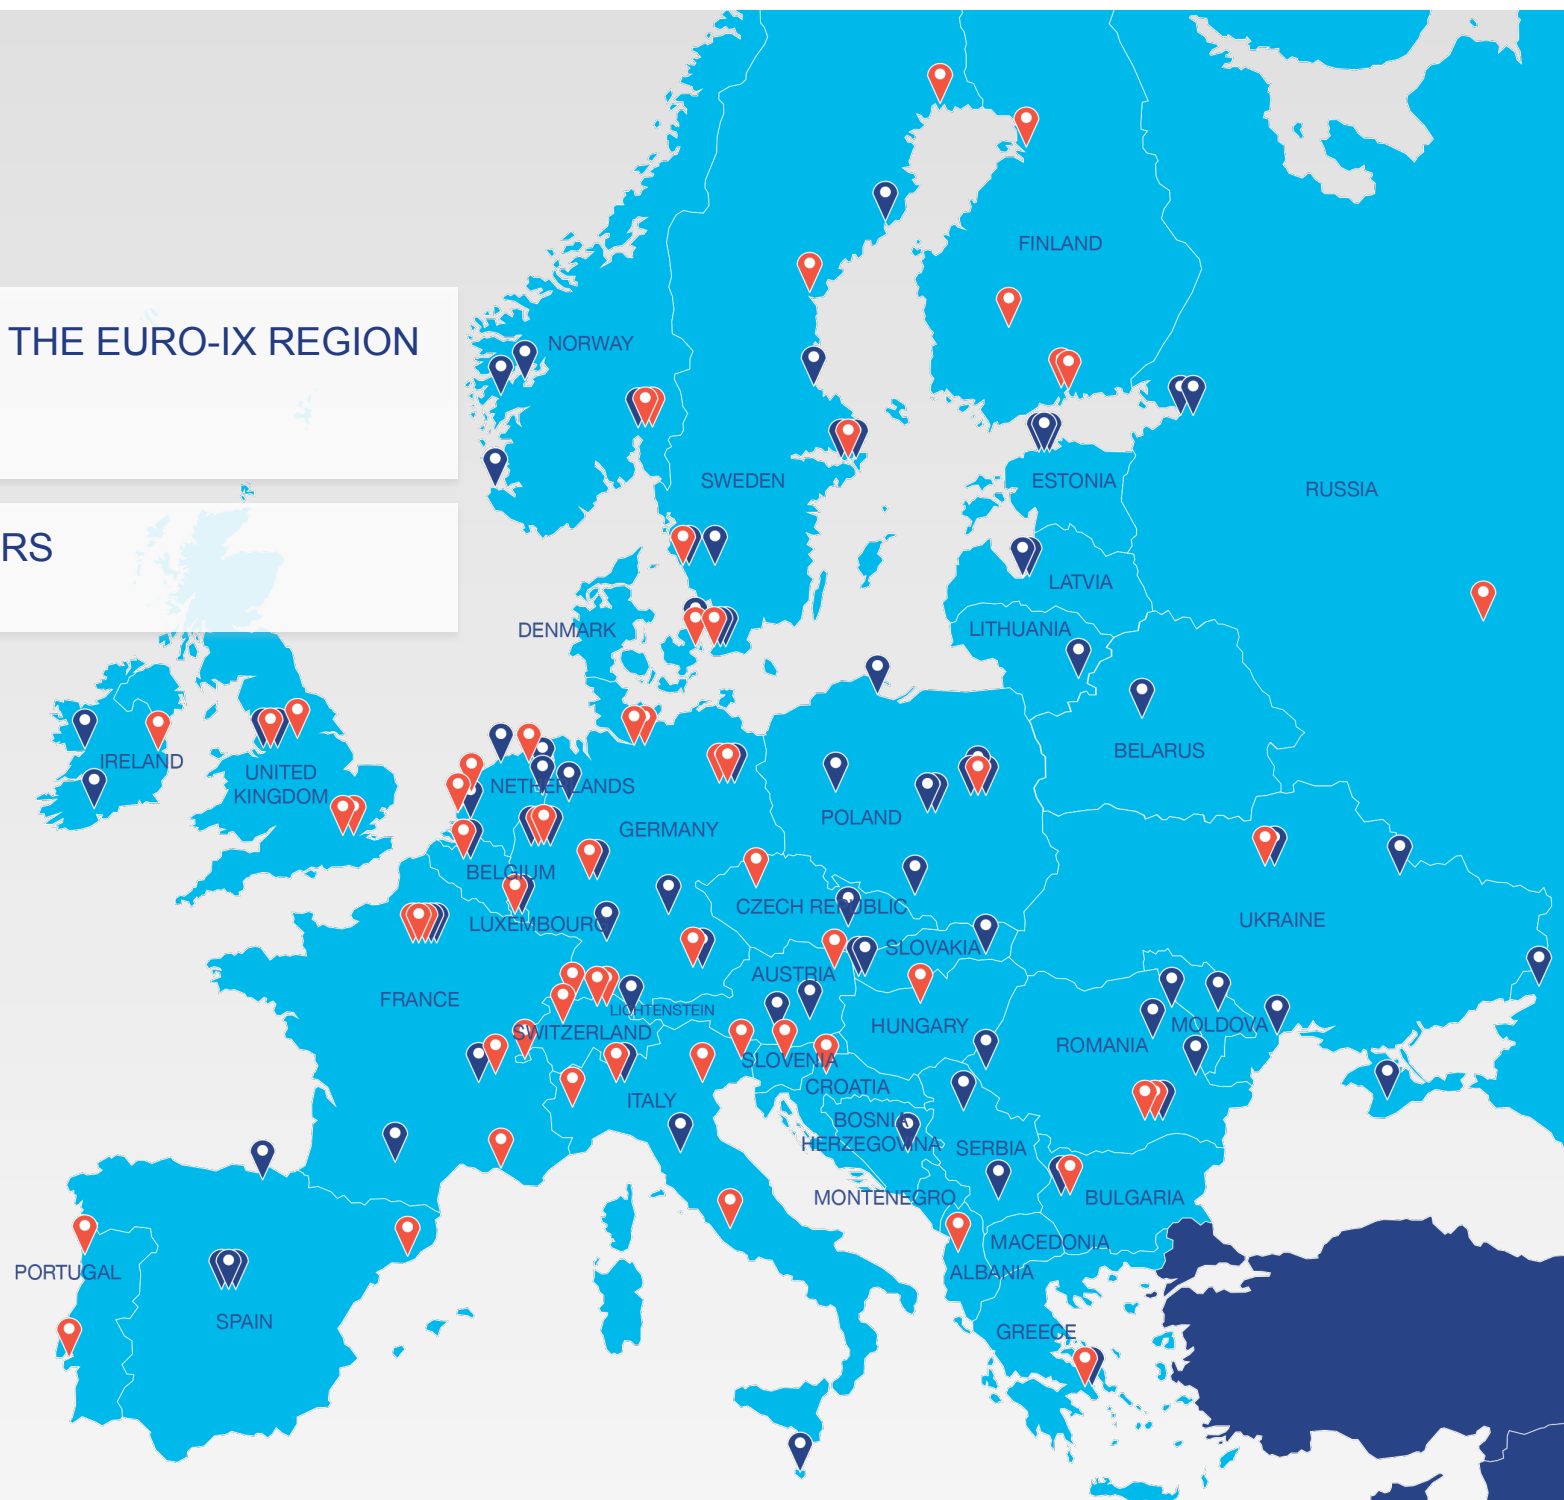 FINLAND
THE EURO-IX REGION
NORWAY
SWEDEN
ESTONIA
RUSSIA
RS
LATVIA
DENMARK
LITHUANIA
IRELAND
BELARUS
UNITED
KINGDOM
NETHERLANDS
POLAND
GERMANY
BELGIUM
CZECH REPUBLIC
LUXEMBOURG
UKRAINE
SLOVAKIA
AUSTRIA
FRANCE
LICHTENSTEIN
SWITZERLAND
HUNGARY
MOLDOVA
ROMANIA
SLOVENIA
CROATIA
ITALY
BOSNIA
HERZEGOWNA
SERBIA
MONTENEGRO
BULGARIA
MACEDONIA
PORTUGAL
ALBANIA
SPAIN
GREECE